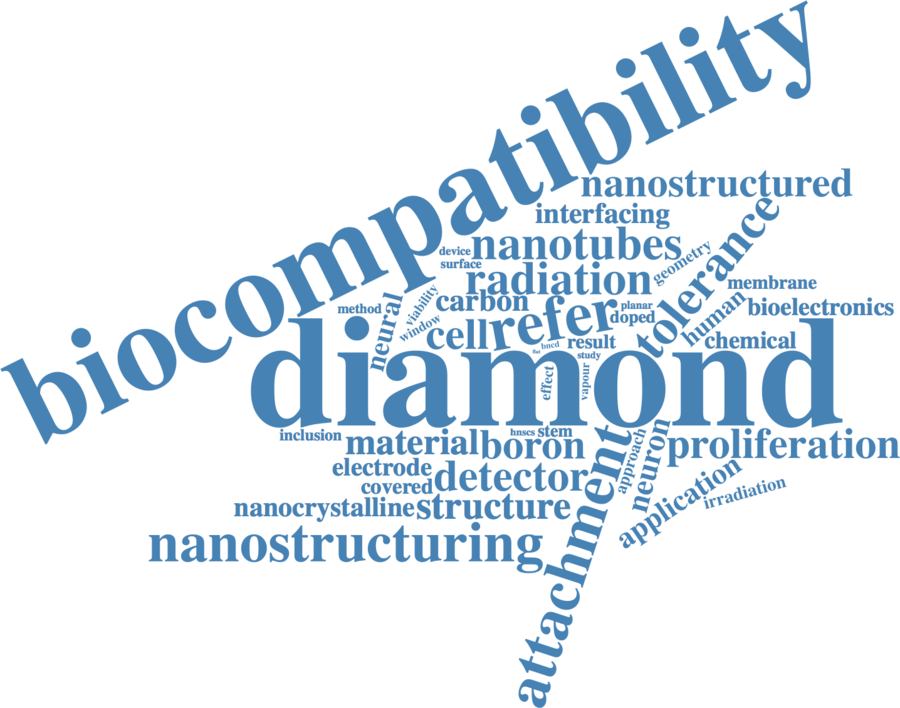 biocompatibility
nanostructured
interfacing
tolerance
device
nanotubes
geometry
surface
radiation
membrane
viability
carbon
human
bioelectronics
method
neural
window
refer
planar
doped
cell
result
chemical
bncd
flat
study
diamond
effect
vapour
inclusion
material
boron
hnscs
stem
proliferation
electrode
detector
approach
neuron
covered
application
irradiation
nanocrystalline
structure
nanostructuring
attachment